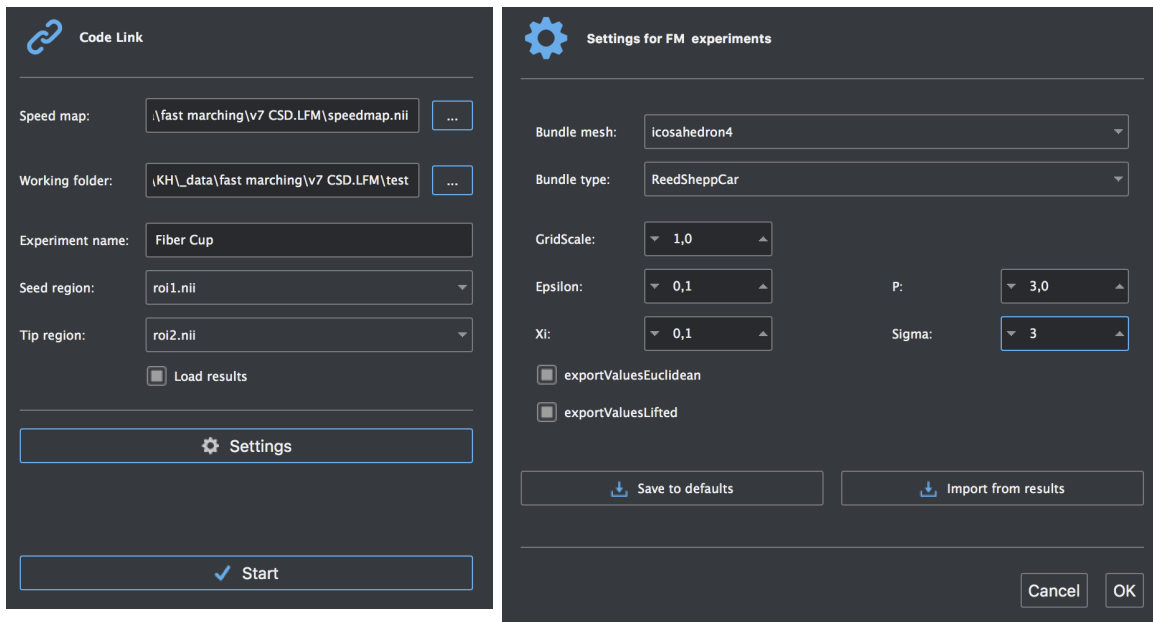 Code Link
Speed map: .\fast marching\v7 CSD.LFM\speedmap.nii ...
Working folder: \KH\_data\fast marching\v7 CSD.LFM\test ...
Experiment name: Fiber Cup
Seed region: roi1.nii
Tip region: roi2.nii
Load results
Settings
Start
Settings for FM experiments
Bundle mesh: icosahedron4
Bundle type: ReedSheppCar
GridScale: 1,0
Epsilon: 0,1 P: 3,0
Xi: 0,1 Sigma: 3
exportValuesEuclidean
exportValuesLifted
Save to defaults Import from results
Cancel OK